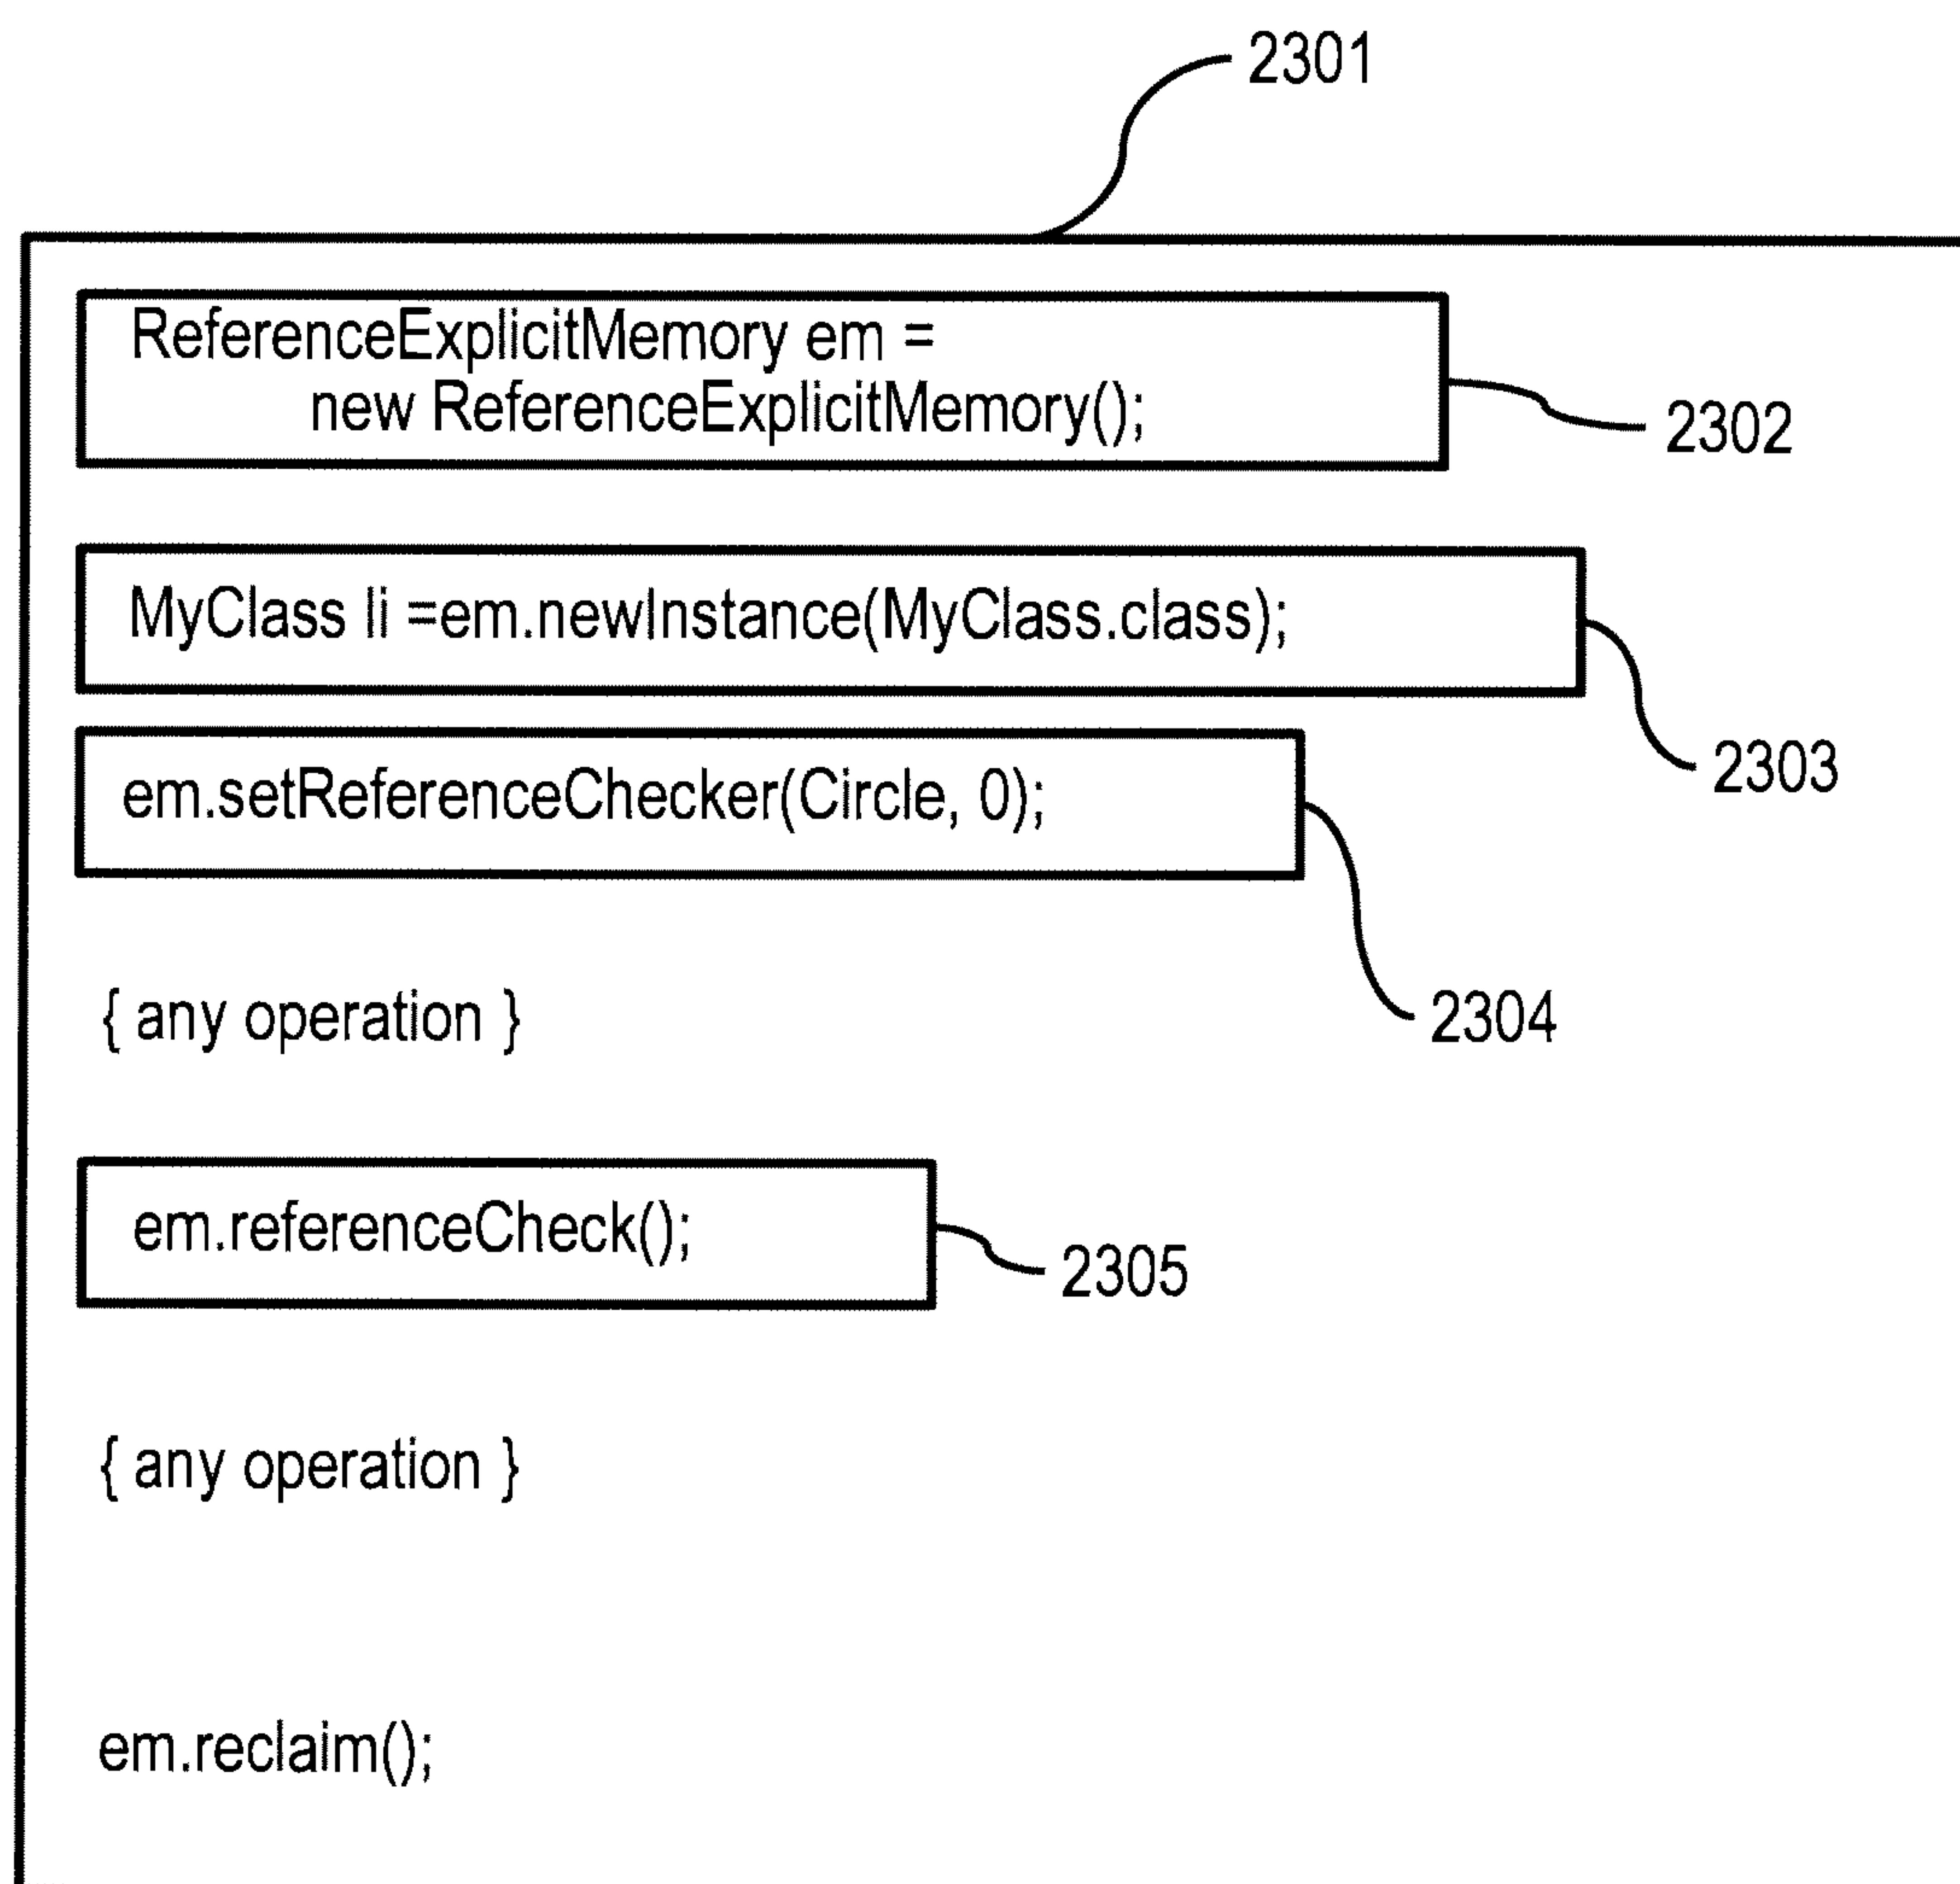 2301
ReferenceExplicitMemory em =
new ReferenceExplicitMemory();
2302
MyClass li =em.newInstance(MyClass.class);
2303
em.setReferenceChecker(Circle, 0);
2304
{ any operation }
em.referenceCheck();
2305
{ any operation }
em.reclaim();